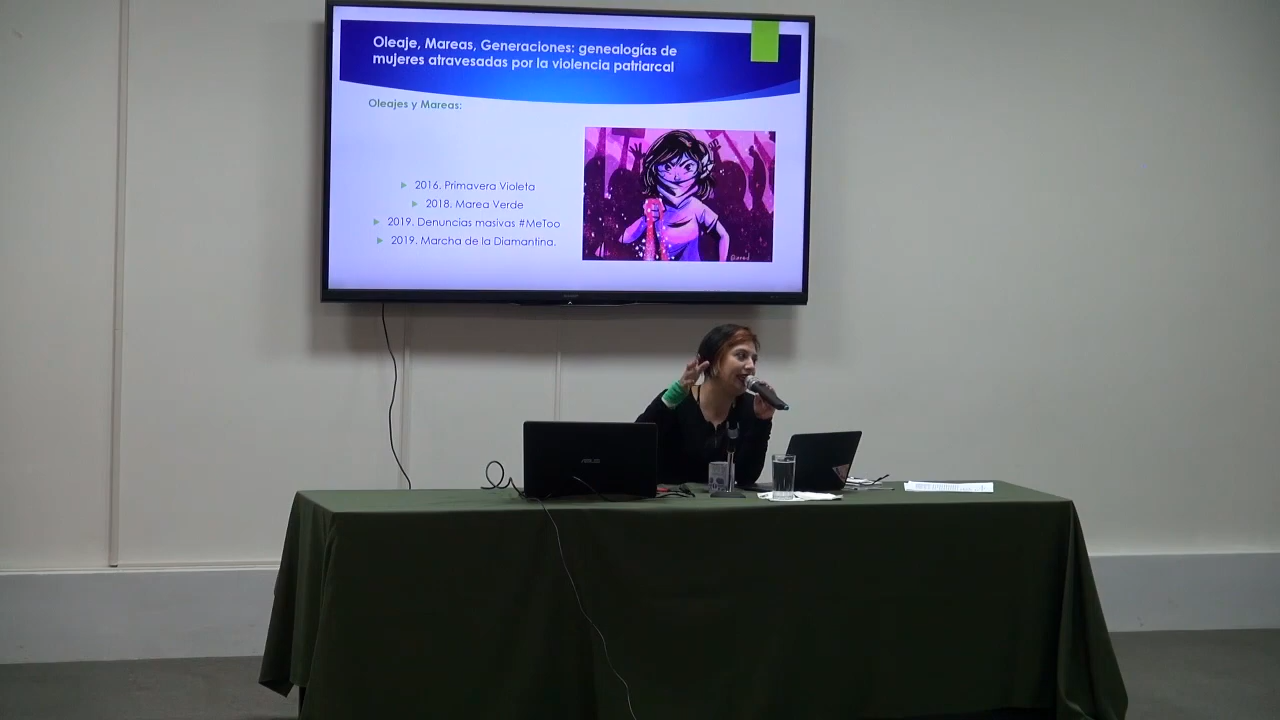 Oleaje, Mareas, Generaciones: genealogías de
mujeres atravesadas por la violencia patriarcal
Oleajes y Mareas:
2016. Primavera Violeta
2018. Marea Verde
2019. Denuncias masivas #MeToo
2019. Marcha de la Diamantina.
ASUS